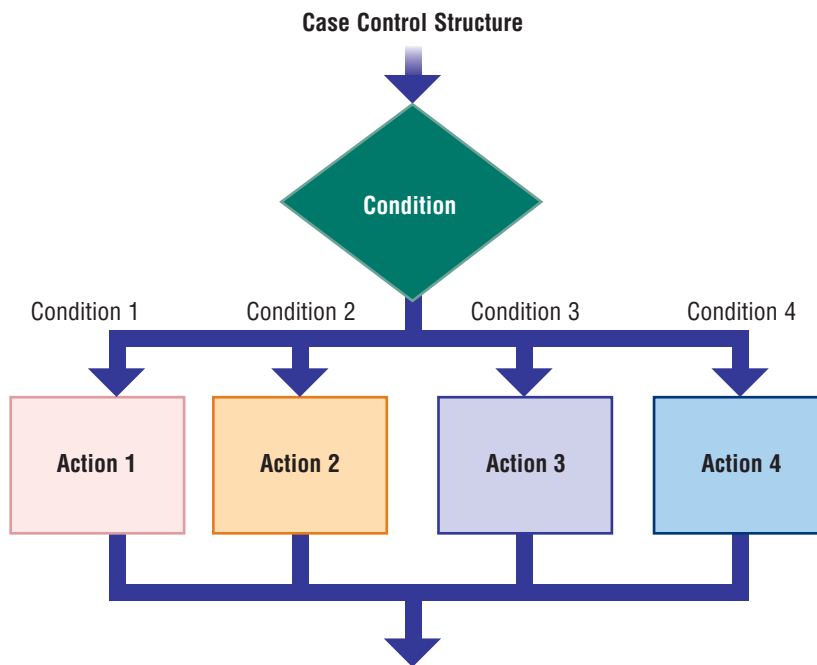 Case Control Structure
Condition
Condition 1
Condition 2
Condition 3
Condition 4
Action 1
Action 2
Action 3
Action 4